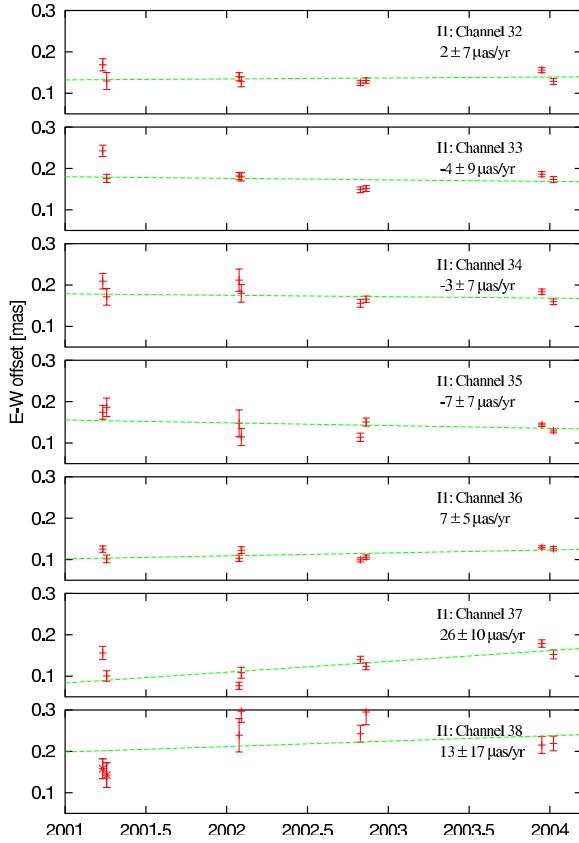 0.3
I1: Channel 32
2 ± 7 μas/yr
0.2
0.1
0.3
I1: Channel 33
-4 ± 9 μas/yr
0.2
0.1
0.3
I1: Channel 34
-3 ± 7 μas/yr
0.2
0.1
E-W offset [mas]
0.3
I1: Channel 35
-7 ± 7 μas/yr
0.2
0.1
0.3
I1: Channel 36
7 ± 5 μas/yr
0.2
0.1
0.3
I1: Channel 37
26 ± 10 μas/yr
0.2
0.1
0.3
I1: Channel 38
13 ± 17 μas/yr
0.2
0.1
2001 2001.5 2002 2002.5 2003 2003.5 2004